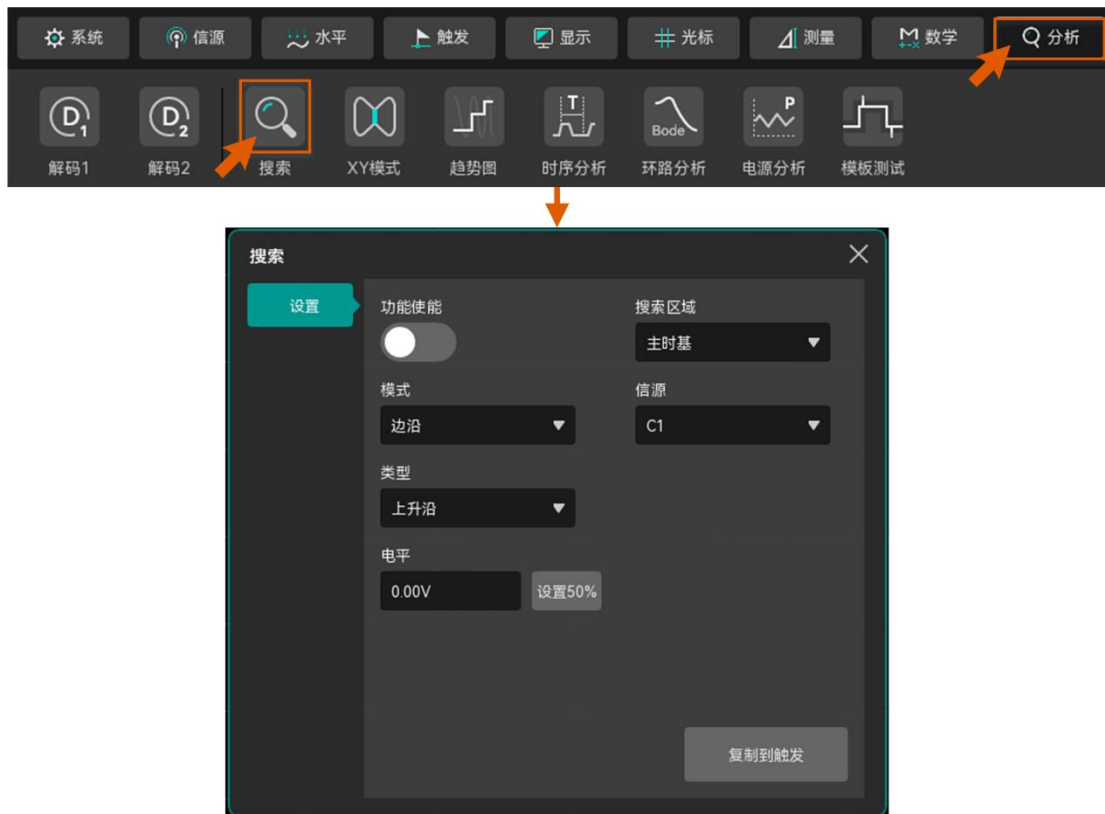 系统 信源 水平 触发 显示 光标 测量 M +-× 数学 分析
D1 D2 T Bode P
解码1 解码2 搜索 XY模式 趋势图 时序分析 环路分析 电源分析 模板测试
搜索
设置
功能使能 搜索区域
主时基
模式 信源
边沿 C1
类型
上升沿
电平
0.00V 设置50%
复制到触发